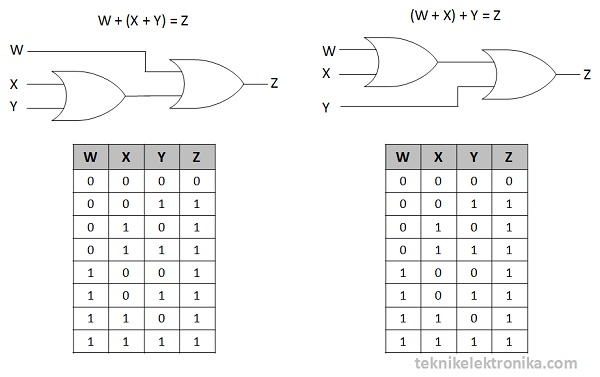 W + (X + Y) = Z
W
X
Y
Z
W X Y Z
0 0 0 0
0 0 1 1
0 1 0 1
0 1 1 1
1 0 0 1
1 0 1 1
1 1 0 1
1 1 1 1
(W + X) + Y = Z
W
X
Y
Z
W X Y Z
0 0 0 0
0 0 1 1
0 1 0 1
0 1 1 1
1 0 0 1
1 0 1 1
1 1 0 1
1 1 1 1
teknikelektronika.com